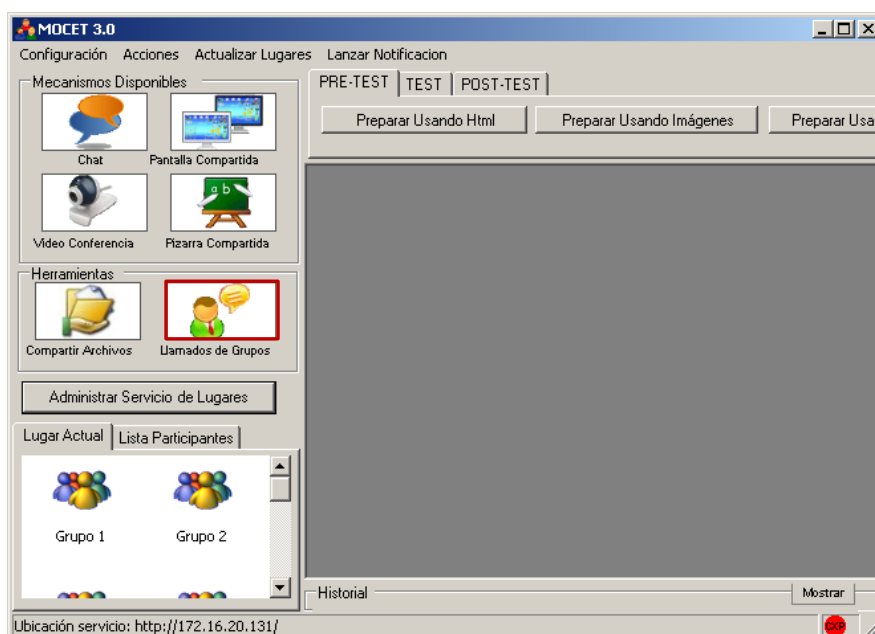 MOCET 3.0
Configuración Acciones Actualizar Lugares Lanzar Notificacion
Mecanismos Disponibles
Chat Pantalla Compartida
a b
Video Conferencia Pizarra Compartida
Herramientas
Compartir Archivos Llamados de Grupos
Administrar Servicio de Lugares
Lugar Actual Lista Participantes
Grupo 1 Grupo 2
PRE-TEST TEST POST-TEST
Preparar Usando Html Preparar Usando Imágenes Preparar Usa
Historial Mostrar
Ubicación servicio: http://172.16.20.131/